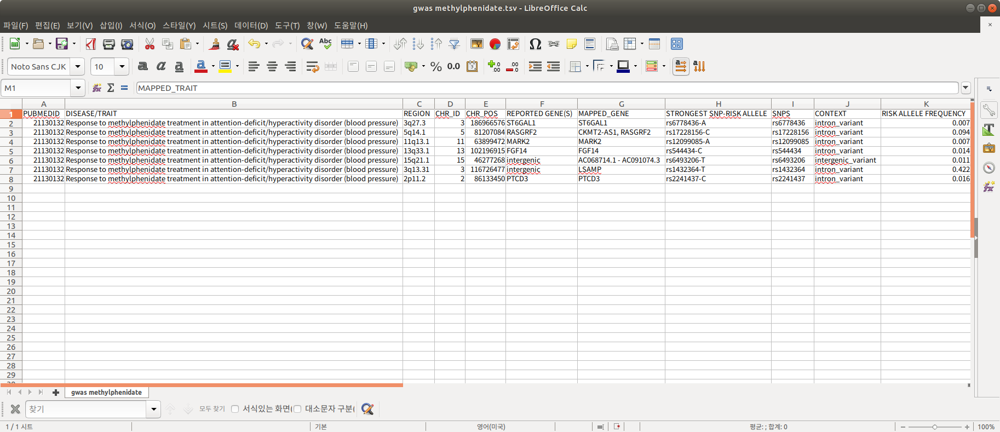 gwas methylphenidate.tsv - LibreOffice Calc
파일(F) 편집(E) 보기(V) 삽입(I) 서식(O) 스타일(Y) 시트(S) 데이터(D) 도구(T) 창(W) 도움말(H)
Noto Sans CJK 10
M1 MAPPED_TRAIT
A B C D E F G H I J K
1 PUBMEDID DISEASE/TRAIT REGION CHR_ID CHR_POS REPORTED GENE(S) MAPPED_GENE STRONGEST SNP-RISK ALLELE SNPS CONTEXT RISK ALLELE FREQUENCY
2 21130132 Response to methylphenidate treatment in attention-deficit/hyperactivity disorder (blood pressure) 3q27.3 3 186966576 ST6GAL1 ST6GAL1 rs6778436-A rs6778436 intron_variant 0.007
3 21130132 Response to methylphenidate treatment in attention-deficit/hyperactivity disorder (blood pressure) 5q14.1 5 81207084 RASGRF2 CKMT2-AS1, RASGRF2 rs17228156-C rs17228156 intron_variant 0.094
4 21130132 Response to methylphenidate treatment in attention-deficit/hyperactivity disorder (blood pressure) 11q13.1 11 63899472 MARK2 MARK2 rs12099085-A rs12099085 intron_variant 0.007
5 21130132 Response to methylphenidate treatment in attention-deficit/hyperactivity disorder (blood pressure) 13q33.1 13 102196915 FGF14 FGF14 rs544434-C rs544434 intron_variant 0.014
6 21130132 Response to methylphenidate treatment in attention-deficit/hyperactivity disorder (blood pressure) 15q21.1 15 46277268 intergenic AC068714.1 - AC091074.3 rs6493206-T rs6493206 intergenic_variant 0.011
7 21130132 Response to methylphenidate treatment in attention-deficit/hyperactivity disorder (blood pressure) 3q13.31 3 116726477 intergenic LSAMP rs1432364-T rs1432364 intron_variant 0.422
8 21130132 Response to methylphenidate treatment in attention-deficit/hyperactivity disorder (blood pressure) 2p11.2 2 86133450 PTCD3 PTCD3 rs2241437-C rs2241437 intron_variant 0.016
9
10
11
12
13
14
15
16
17
18
19
20
21
22
23
24
25
26
27
28
29
gwas methylphenidate
찾기 모두 찾기 서식있는 화면( 대소문자 구분(
1 / 1 시트 기본 영어(미국) 평균: ; 합계: 0 100%